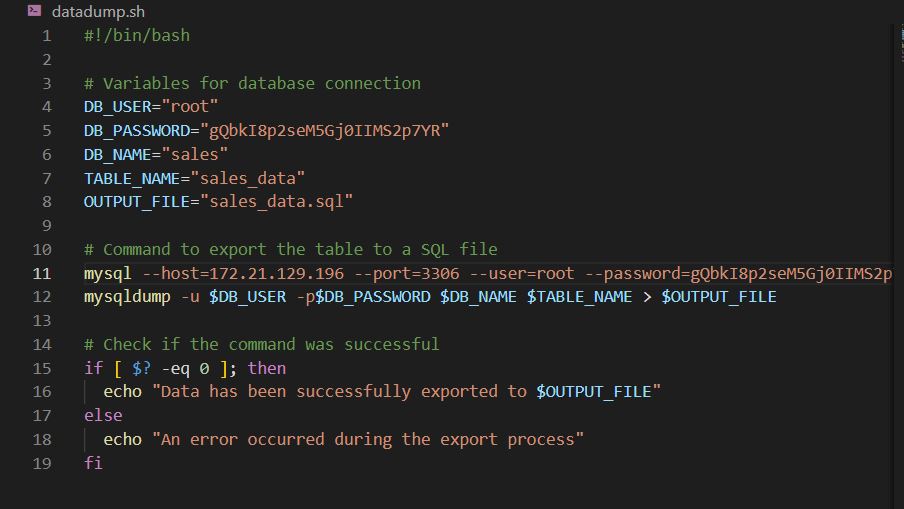 datadump.sh
1 #!/bin/bash
2
3 # Variables for database connection
4 DB_USER="root"
5 DB_PASSWORD="gQbkI8p2seM5Gj0IIMS2p7YR"
6 DB_NAME="sales"
7 TABLE_NAME="sales_data"
8 OUTPUT_FILE="sales_data.sql"
9
10 # Command to export the table to a SQL file
11 mysql --host=172.21.129.196 --port=3306 --user=root --password=gQbkI8p2seM5Gj0IIMS2p
12 mysqldump -u $DB_USER -p$DB_PASSWORD $DB_NAME $TABLE_NAME > $OUTPUT_FILE
13
14 # Check if the command was successful
15 if [ $? -eq 0 ]; then
16 echo "Data has been successfully exported to $OUTPUT_FILE"
17 else
18 echo "An error occurred during the export process"
19 fi